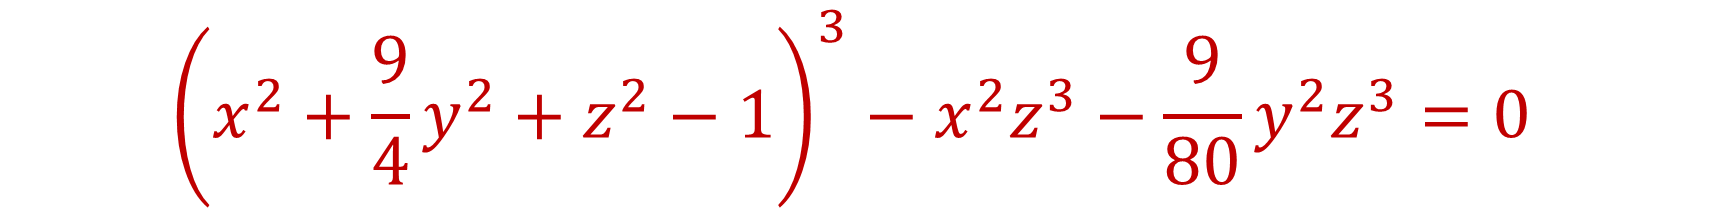 (x² + 9/4 y² + z² − 1)³ − x²z³ − 9/80 y²z³ = 0